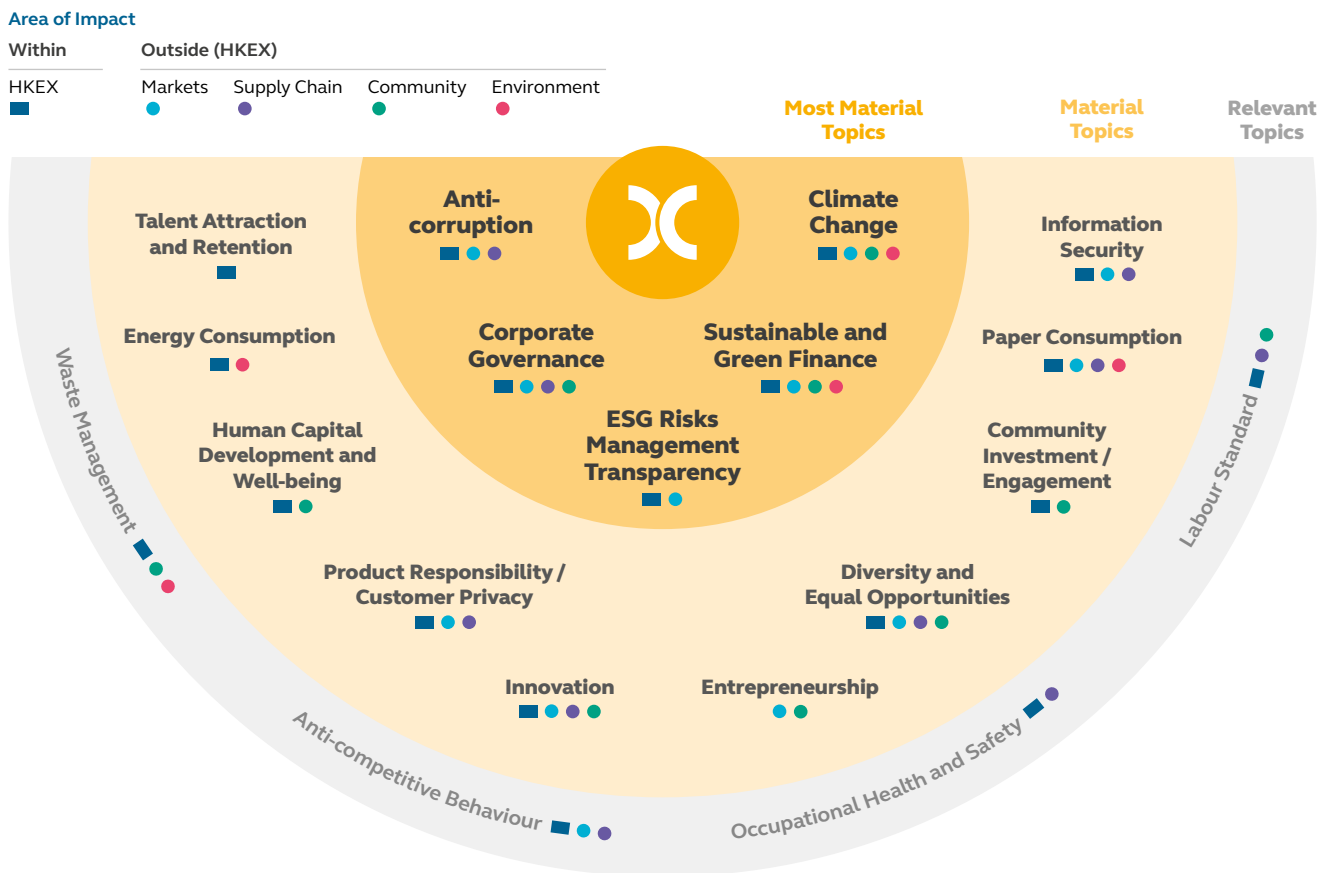 Area of Impact
Within
Outside (HKEX)
HKEX
Markets
Supply Chain
Community
Environment
Most Material
Topics
Material
Topics
Relevant
Topics
Anti-
corruption
Climate
Change
Talent Attraction
and Retention
Information
Security
Energy Consumption
Corporate
Governance
Sustainable and
Green Finance
Paper Consumption
Waste Management
Labour Standard
Human Capital
Development and
Well-being
ESG Risks
Management
Transparency
Community
Investment /
Engagement
Product Responsibility /
Customer Privacy
Diversity and
Equal Opportunities
Innovation
Entrepreneurship
Anti-competitive Behaviour
Occupational Health and Safety